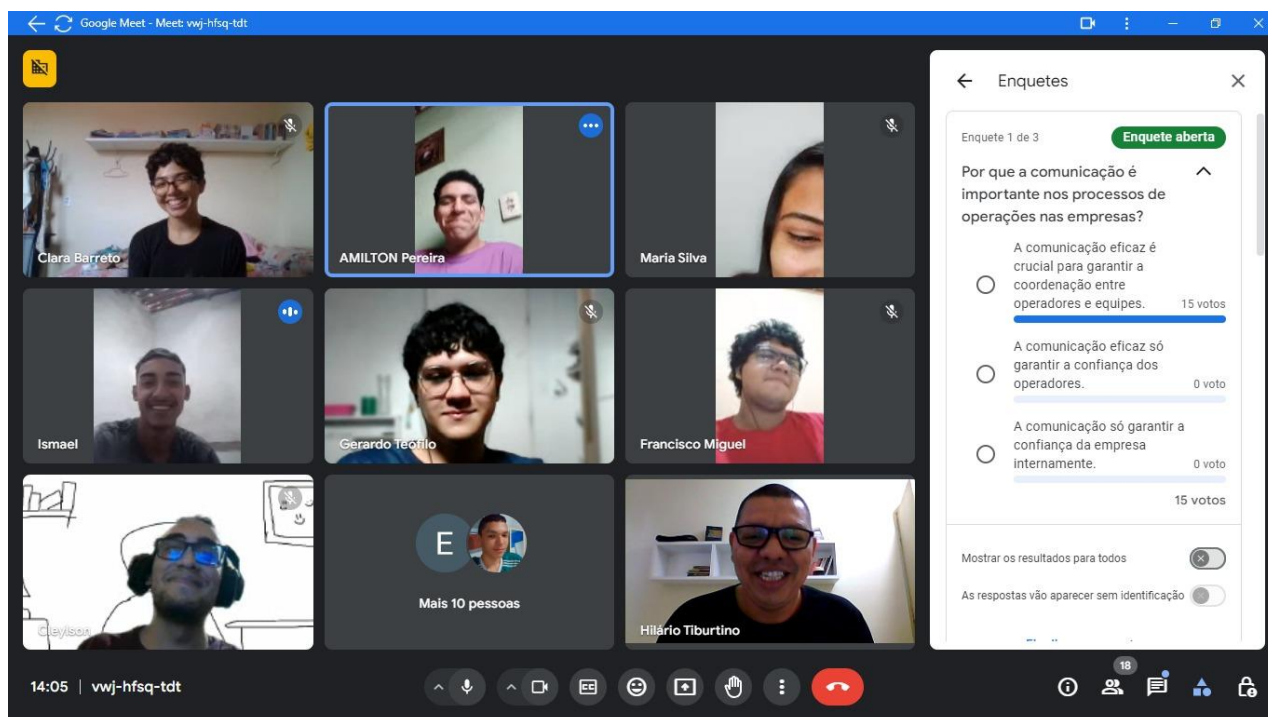 Google Meet - Meet: vwj-hfsq-tdt
Clara Barreto
AMILTON Pereira
Maria Silva
Ismael
Gerardo Teofilo
Francisco Miguel
Cleyison
E
Mais 10 pessoas
Hilário Tiburtino
Enquetes
Enquete 1 de 3
Enquete aberta
Por que a comunicação é
importante nos processos de
operações nas empresas?
A comunicação eficaz é
crucial para garantir a
coordenação entre
operadores e equipes.
15 votos
A comunicação eficaz só
garantir a confiança dos
operadores.
0 voto
A comunicação só garantir a
confiança da empresa
internamente.
0 voto
15 votos
Mostrar os resultados para todos
As respostas vão aparecer sem identificação
14:05 | vwj-hfsq-tdt
CC
18